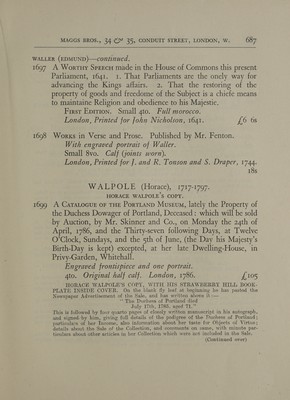 MAGGS BROS., 34 & 35, CONDUIT STREET, LONDON, W. 687
WALLER (EDMUND)—continued.
1697 A WORTHY SPEECH made in the House of Commons this present
Parliament, 1641. 1. That Parliaments are the onely way for
advancing the Kings affairs. 2. That the restoring of the
property of goods and freedome of the Subject is a chiefe means
to maintaine Religion and obedience to his Majestie.
FIRST EDITION. Small 4to. Full morocco.
London, Printed for John Nicholson, 1641. £6 6s
1698 WORKS in Verse and Prose. Published by Mr. Fenton.
With engraved portrait of Waller.
Small 8vo. Calf (joints worn).
London, Printed for J. and R. Tonson and S. Draper, 1744.
18s
WALPOLE (Horace), 1717-1797.
HORACE WALPOLE'S COPY.
1699 A CATALOGUE OF THE PORTLAND MUSEUM, lately the Property of
the Duchess Dowager of Portland, Deceased: which will be sold
by Auction, by Mr. Skinner and Co., on Monday the 24th of
April, 1786, and the Thirty-seven following Days, at Twelve
O'Clock, Sundays, and the 5th of June, (the Day his Majesty's
Birth-Day is kept) excepted, at her late Dwelling-House, in
Privy-Garden, Whitehall.
Engraved frontispiece and one portrait.
4to. Original half calf. London, 1786. £105
HORACE WALPOLE'S COPY, WITH HIS STRAWBERRY HILL BOOK-
PLATE INSIDE COVER. On the blank fly leaf at beginning he has pasted the
Newspaper Advertisement of the Sale, and has written above it:—
"The Duchess of Portland died
July 17th, 1785. aged 71."
This is followed by four quarto pages of closely written manuscript in his autograph,
and signed by him, giving full details of the pedigree of the Duchess of Portland;
particulars of her Income, also information about her taste for Objects of Virtue;
details about the Sale of the Collection, and comments on same, with minute par-
ticulars about other articles in her Collection which were not included in the Sale.
(Continued over)